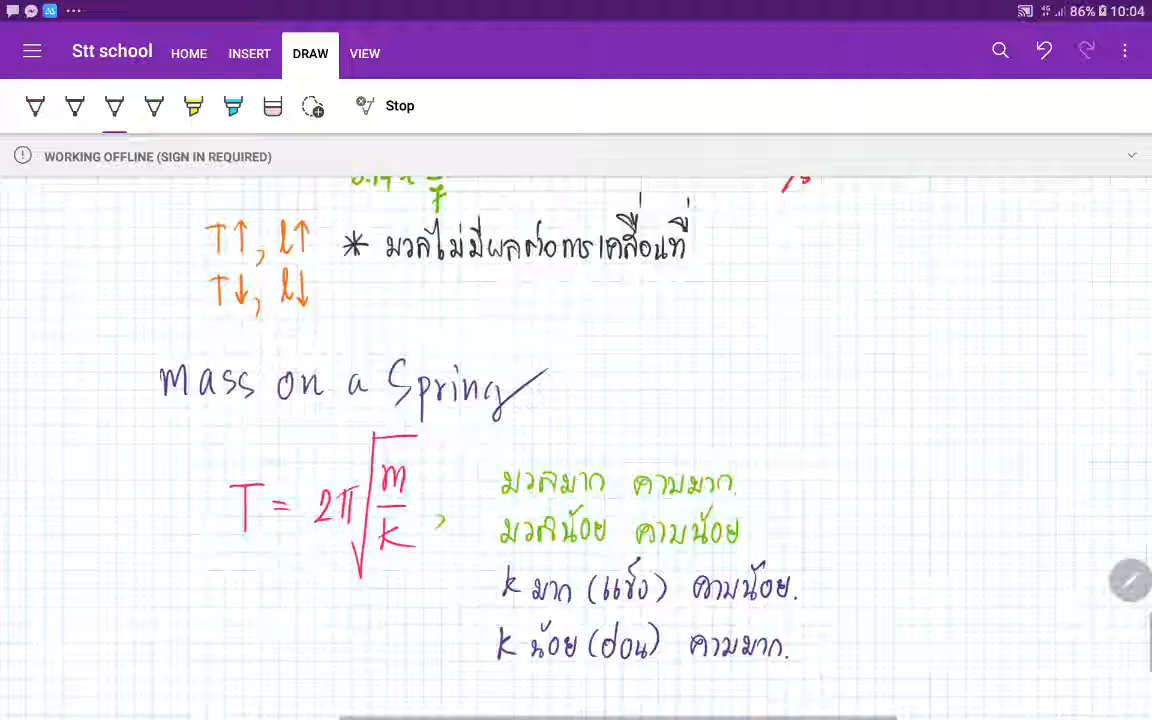 86% 10:04
Stt school HOME INSERT DRAW VIEW
Stop
WORKING OFFLINE (SIGN IN REQUIRED)
T↑, l↑ * มวลไม่มีผลต่อการเคลื่อนที่
T↓, l↓
Mass on a Spring
T = 2π√(m/k) ,
มวลมาก คาบมาก.
มวลน้อย คาบน้อย
k มาก (แข็ง) คาบน้อย.
k น้อย (อ่อน) คาบมาก.